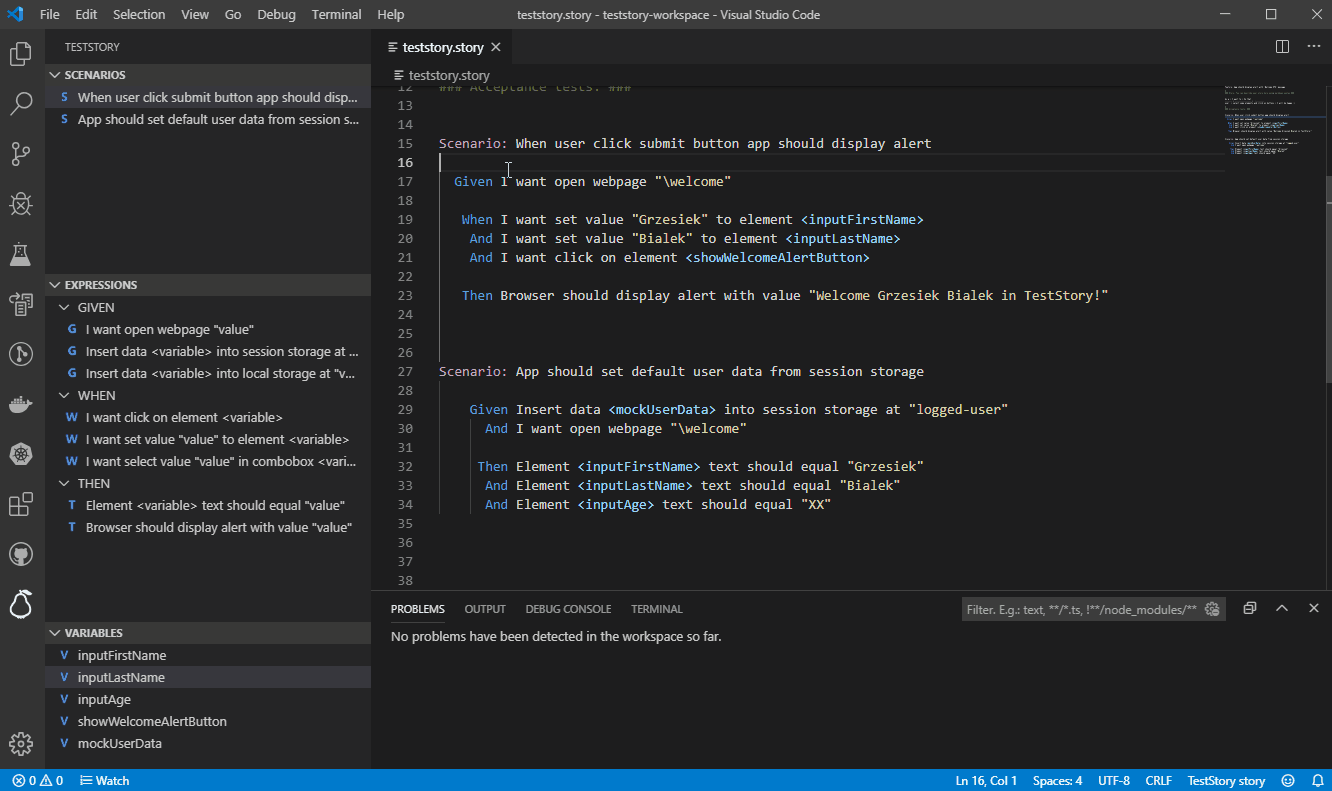 File Edit Selection View Go Debug Terminal Help teststory.story - teststory-workspace - Visual Studio Code
TESTSTORY
SCENARIOS
S When user click submit button app should disp...
S App should set default user data from session s...
EXPRESSIONS
GIVEN
G I want open webpage "value"
G Insert data <variable> into session storage at ...
G Insert data <variable> into local storage at "v...
WHEN
W I want click on element <variable>
W I want set value "value" to element <variable>
W I want select value "value" in combobox <vari...
THEN
T Element <variable> text should equal "value"
T Browser should display alert with value "value"
VARIABLES
V inputFirstName
V inputLastName
V inputAge
V showWelcomeAlertButton
V mockUserData
teststory.story
teststory.story
12 ### Acceptance tests: ###
13
14
15 Scenario: When user click submit button app should display alert
16
17 Given I want open webpage "\welcome"
18
19 When I want set value "Grzesiek" to element <inputFirstName>
20 And I want set value "Bialek" to element <inputLastName>
21 And I want click on element <showWelcomeAlertButton>
22
23 Then Browser should display alert with value "Welcome Grzesiek Bialek in TestStory!"
24
25
26
27 Scenario: App should set default user data from session storage
28
29 Given Insert data <mockUserData> into session storage at "logged-user"
30 And I want open webpage "\welcome"
31
32 Then Element <inputFirstName> text should equal "Grzesiek"
33 And Element <inputLastName> text should equal "Bialek"
34 And Element <inputAge> text should equal "XX"
35
36
37
38
PROBLEMS OUTPUT DEBUG CONSOLE TERMINAL Filter. E.g.: text, **/*.ts, !**/node_modules/**
No problems have been detected in the workspace so far.
0 0 Watch Ln 16, Col 1 Spaces: 4 UTF-8 CRLF TestStory story